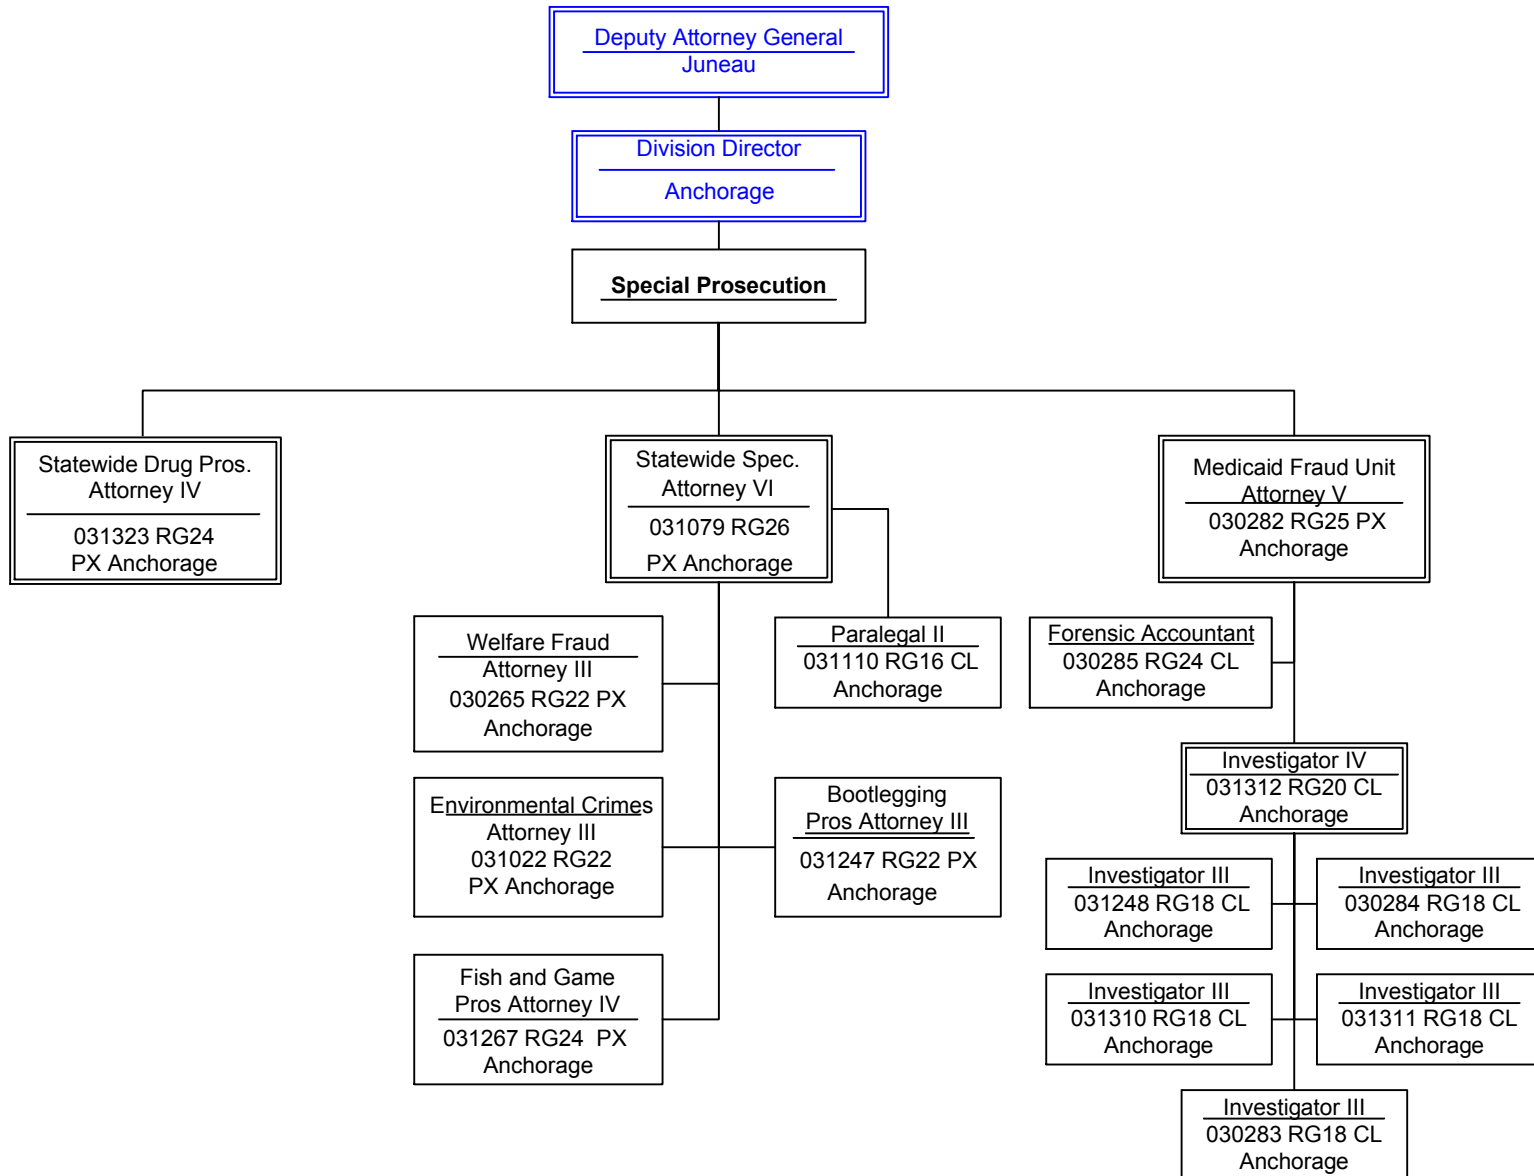 Deputy Attorney General
Juneau
Division Director
Anchorage
Special Prosecution
Statewide Drug Pros.
Attorney IV
031323 RG24
PX Anchorage
Statewide Spec.
Attorney VI
031079 RG26
PX Anchorage
Medicaid Fraud Unit
Attorney V
030282 RG25 PX
Anchorage
Welfare Fraud
Attorney III
030265 RG22 PX
Anchorage
Paralegal II
031110 RG16 CL
Anchorage
Forensic Accountant
030285 RG24 CL
Anchorage
Investigator IV
031312 RG20 CL
Anchorage
Environmental Crimes
Attorney III
031022 RG22
PX Anchorage
Bootlegging
Pros Attorney III
031247 RG22 PX
Anchorage
Investigator III
031248 RG18 CL
Anchorage
Investigator III
030284 RG18 CL
Anchorage
Fish and Game
Pros Attorney IV
031267 RG24  PX
Anchorage
Investigator III
031310 RG18 CL
Anchorage
Investigator III
031311 RG18 CL
Anchorage
Investigator III
030283 RG18 CL
Anchorage